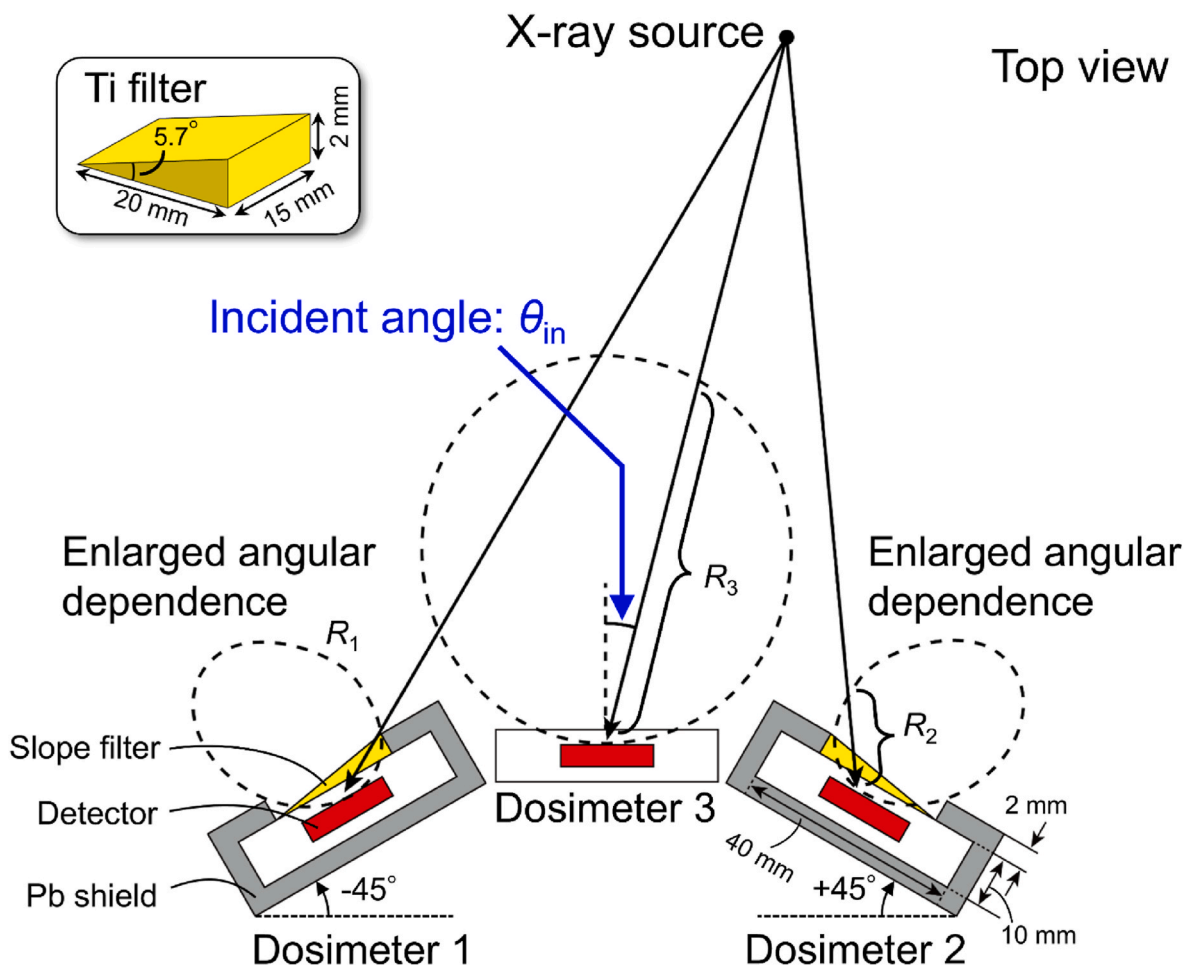 X-ray source
Top view
Ti filter
5.7°
2 mm
20 mm
15 mm
Incident angle: θin
Enlarged angular
dependence
Enlarged angular
dependence
R1
R3
R2
Slope filter
Detector
Pb shield
Dosimeter 3
2 mm
40 mm
10 mm
-45°
+45°
Dosimeter 1
Dosimeter 2